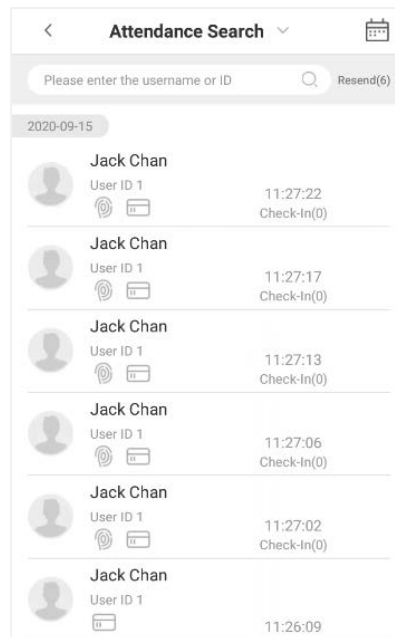 Attendance Search
Please enter the username or ID
Resend(6)
2020-09-15
Jack Chan
User ID 1
11:27:22
Check-In(0)
Jack Chan
User ID 1
11:27:17
Check-In(0)
Jack Chan
User ID 1
11:27:13
Check-In(0)
Jack Chan
User ID 1
11:27:06
Check-In(0)
Jack Chan
User ID 1
11:27:02
Check-In(0)
Jack Chan
User ID 1
11:26:09